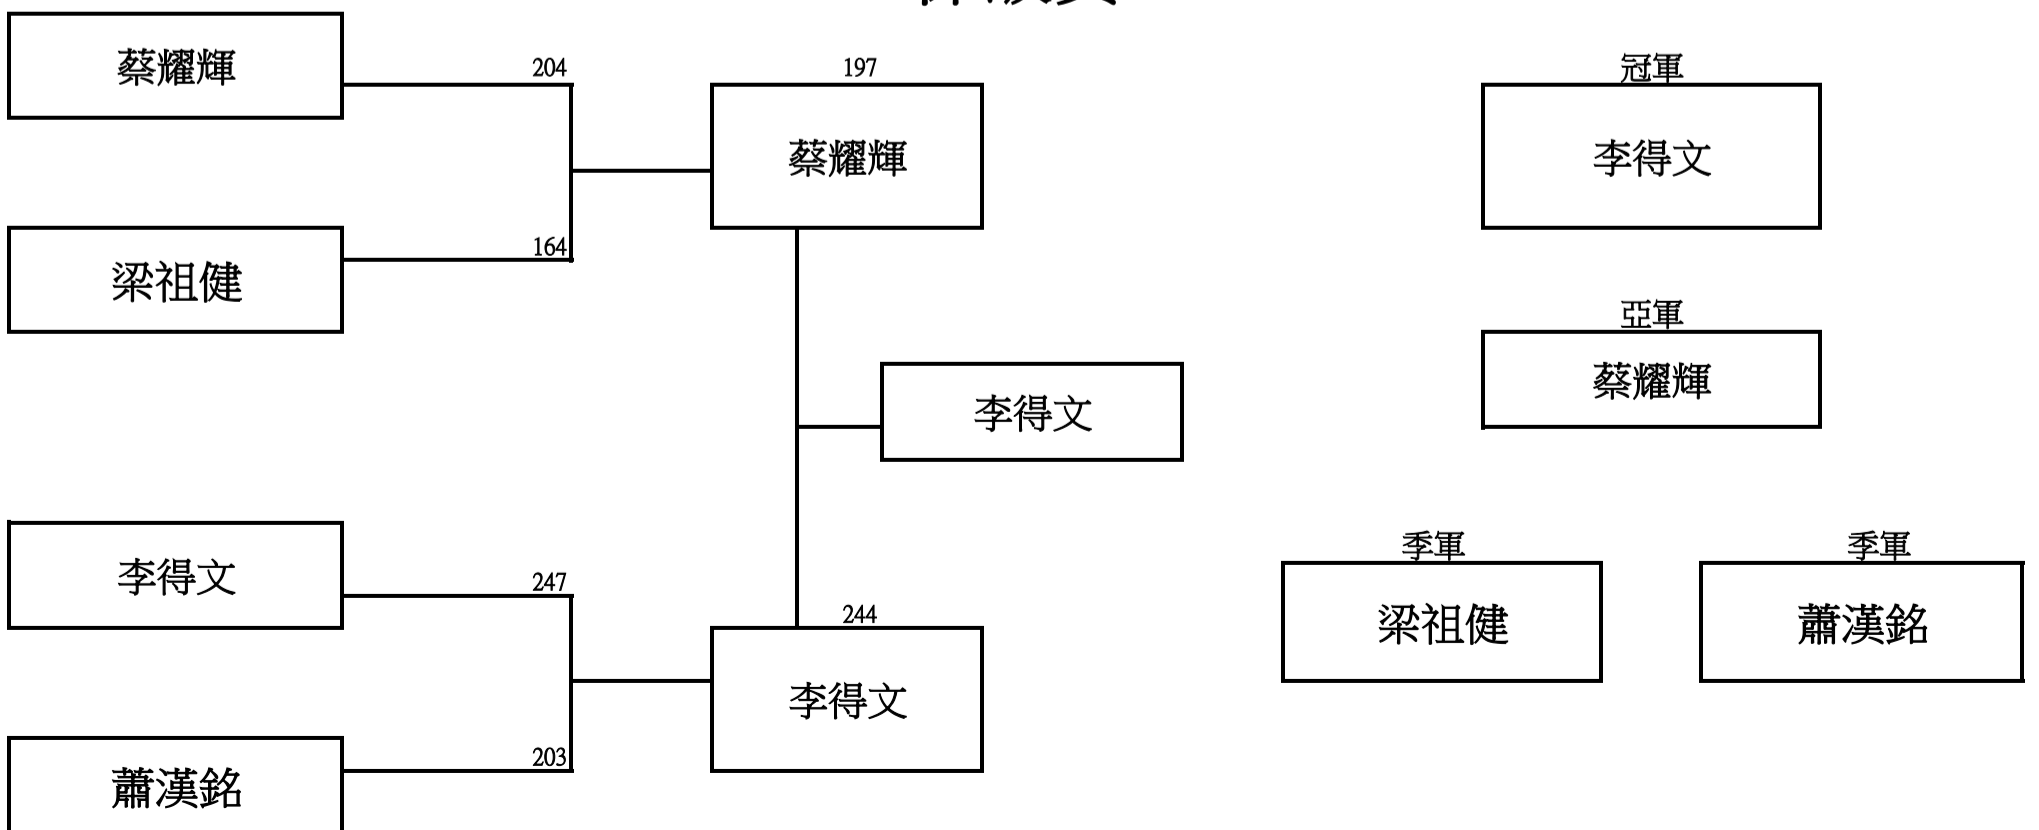 蔡耀輝
204
197
冠軍
蔡耀輝
李得文
164
梁祖健
亞軍
蔡耀輝
李得文
李得文
247
季軍
季軍
244
梁祖健
蕭漢銘
李得文
203
蕭漢銘